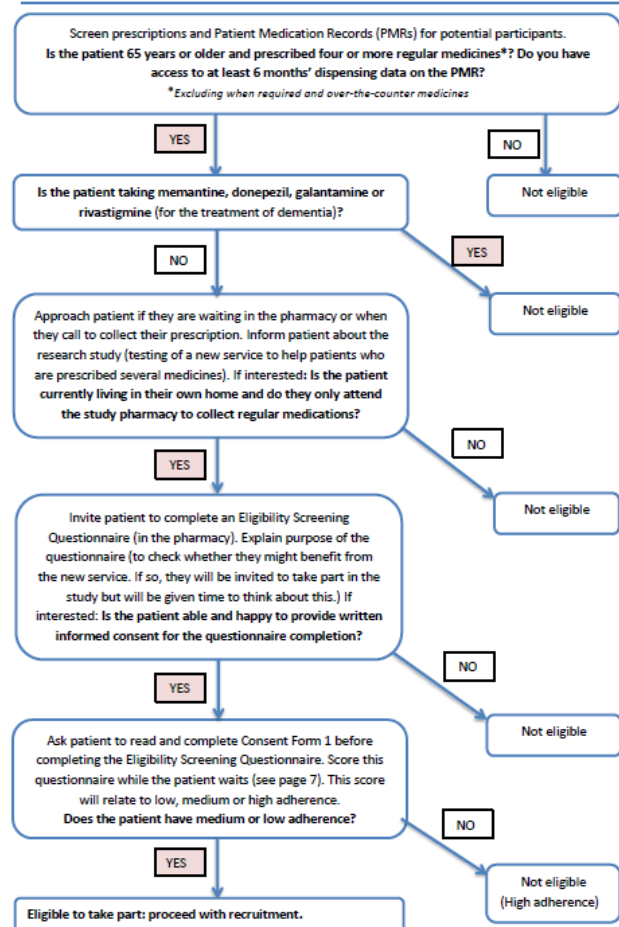 Screen prescriptions and Patient Medication Records (PMRs) for potential participants.
Is the patient 65 years or older and prescribed four or more regular medicines*? Do you have
access to at least 6 months’ dispensing data on the PMR?
*Excluding when required and over-the-counter medicines
YES
NO
Is the patient taking memantine, donepezil, galantamine or
rivastigmine (for the treatment of dementia)?
Not eligible
NO
YES
Not eligible
Approach patient if they are waiting in the pharmacy or when
they call to collect their prescription. Inform patient about the
research study (testing of a new service to help patients who
are prescribed several medicines). If interested: Is the patient
currently living in their own home and do they only attend
the study pharmacy to collect regular medications?
NO
YES
Not eligible
Invite patient to complete an Eligibility Screening
Questionnaire (in the pharmacy). Explain purpose of the
questionnaire (to check whether they might benefit from
the new service. If so, they will be invited to take part in the
study but will be given time to think about this.) If
interested: Is the patient able and happy to provide written
informed consent for the questionnaire completion?
NO
YES
Not eligible
Ask patient to read and complete Consent Form 1 before
completing the Eligibility Screening Questionnaire. Score this
questionnaire while the patient waits (see page 7). This score
will relate to low, medium or high adherence.
Does the patient have medium or low adherence?
NO
YES
Not eligible
(High adherence)
Eligible to take part: proceed with recruitment.